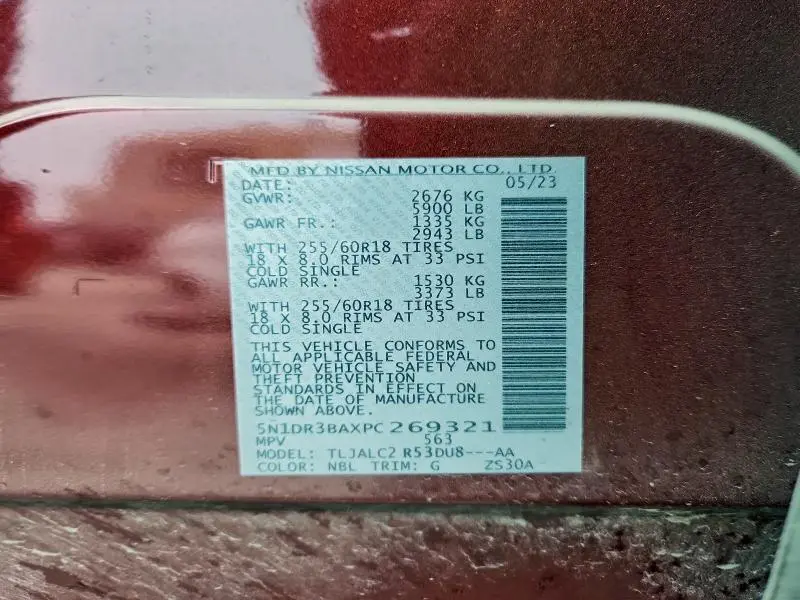 MFD BY NISSAN MOTOR CO., LTD.
DATE: 05/23
GVWR: 2676 KG
5900 LB
GAWR FR.: 1335 KG
2943 LB
WITH 255/60R18 TIRES
18 X 8.0 RIMS AT 33 PSI
COLD SINGLE
GAWR RR.: 1530 KG
3373 LB
WITH 255/60R18 TIRES
18 X 8.0 RIMS AT 33 PSI
COLD SINGLE
THIS VEHICLE CONFORMS TO
ALL APPLICABLE FEDERAL
MOTOR VEHICLE SAFETY AND
THEFT PREVENTION
STANDARDS IN EFFECT ON
THE DATE OF MANUFACTURE
SHOWN ABOVE.
5N1DR3BAXPC269321
MPV 563
MODEL: TLJALC2 R53DU8---AA
COLOR: NBL TRIM: G ZS30A